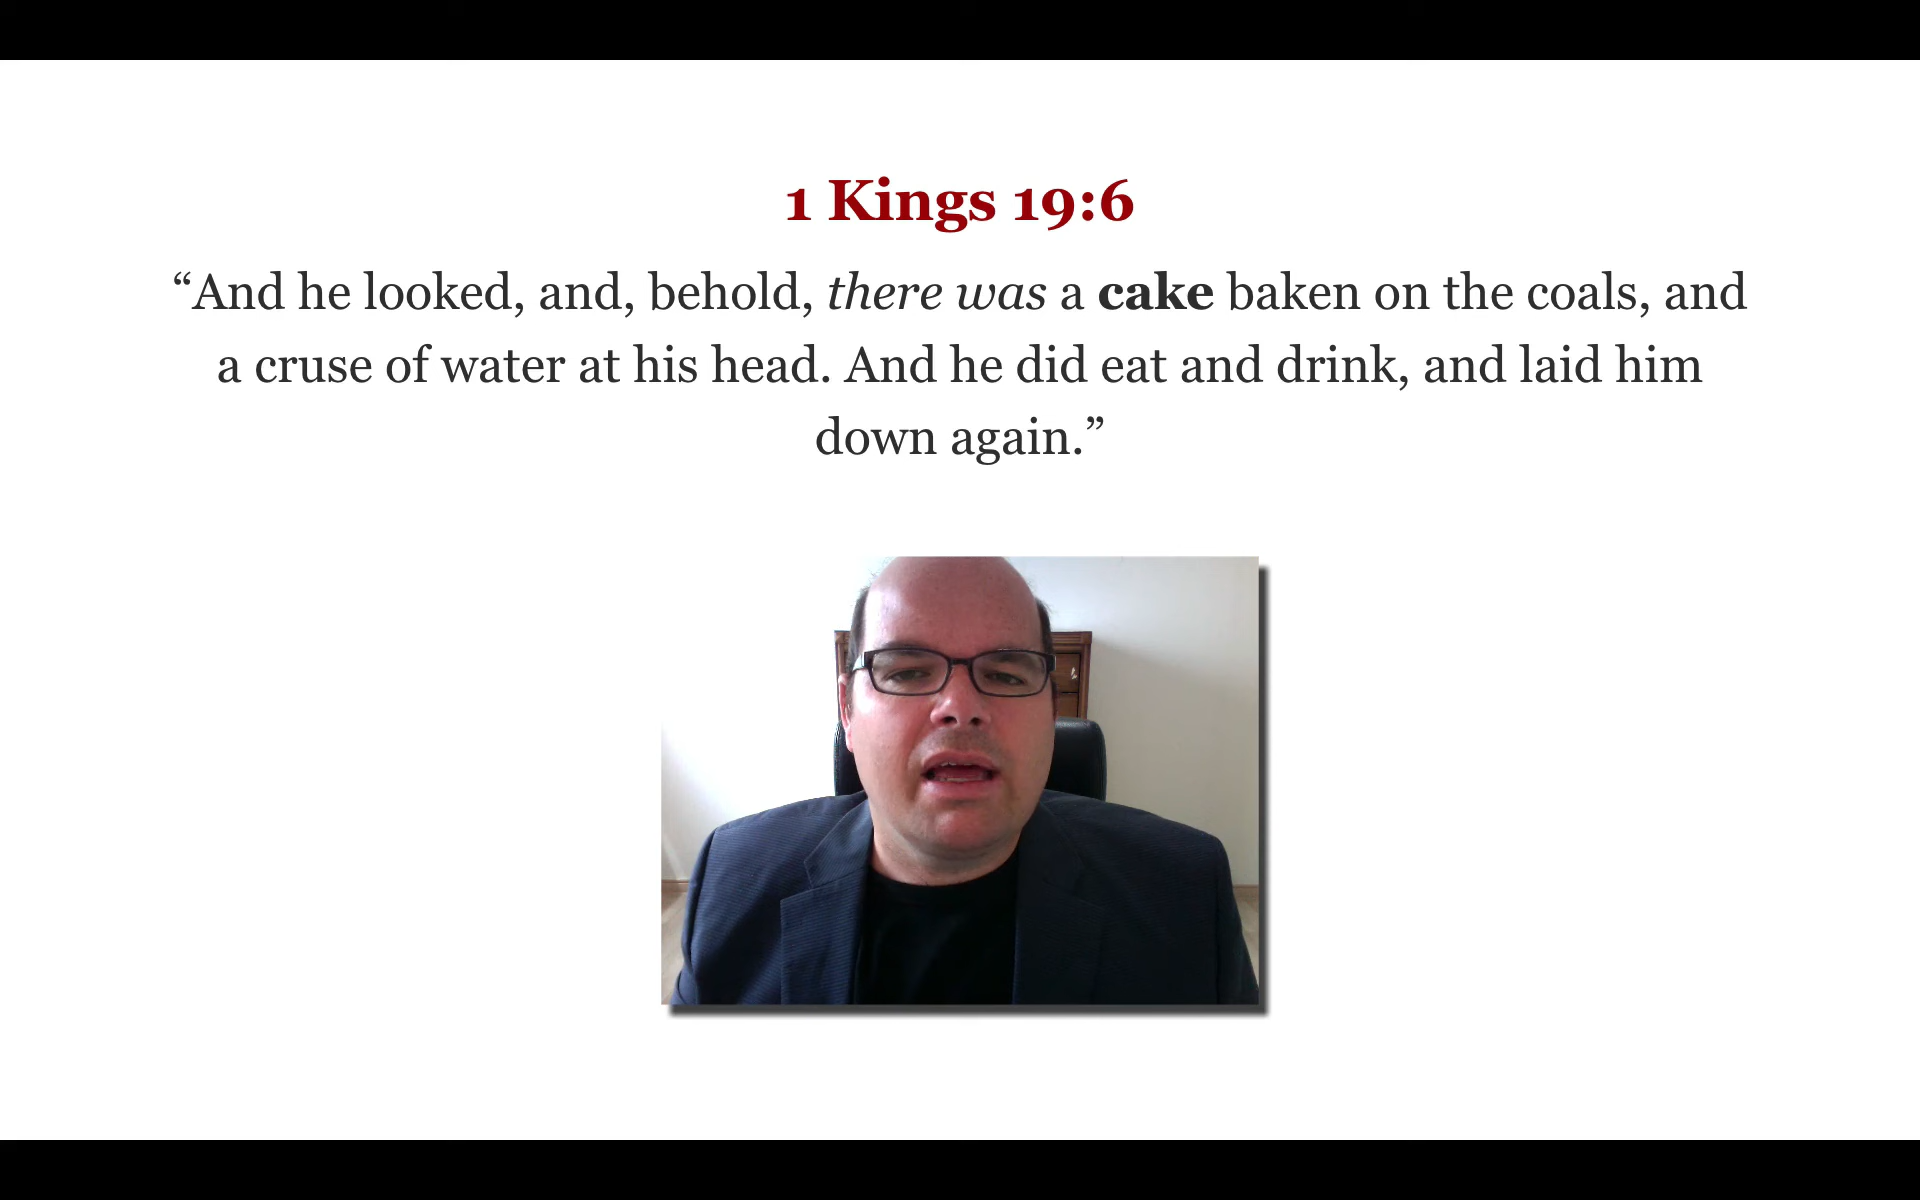 1 Kings 19:6
“And he looked, and, behold, there was a cake baken on the coals, and
a cruse of water at his head. And he did eat and drink, and laid him
down again.”